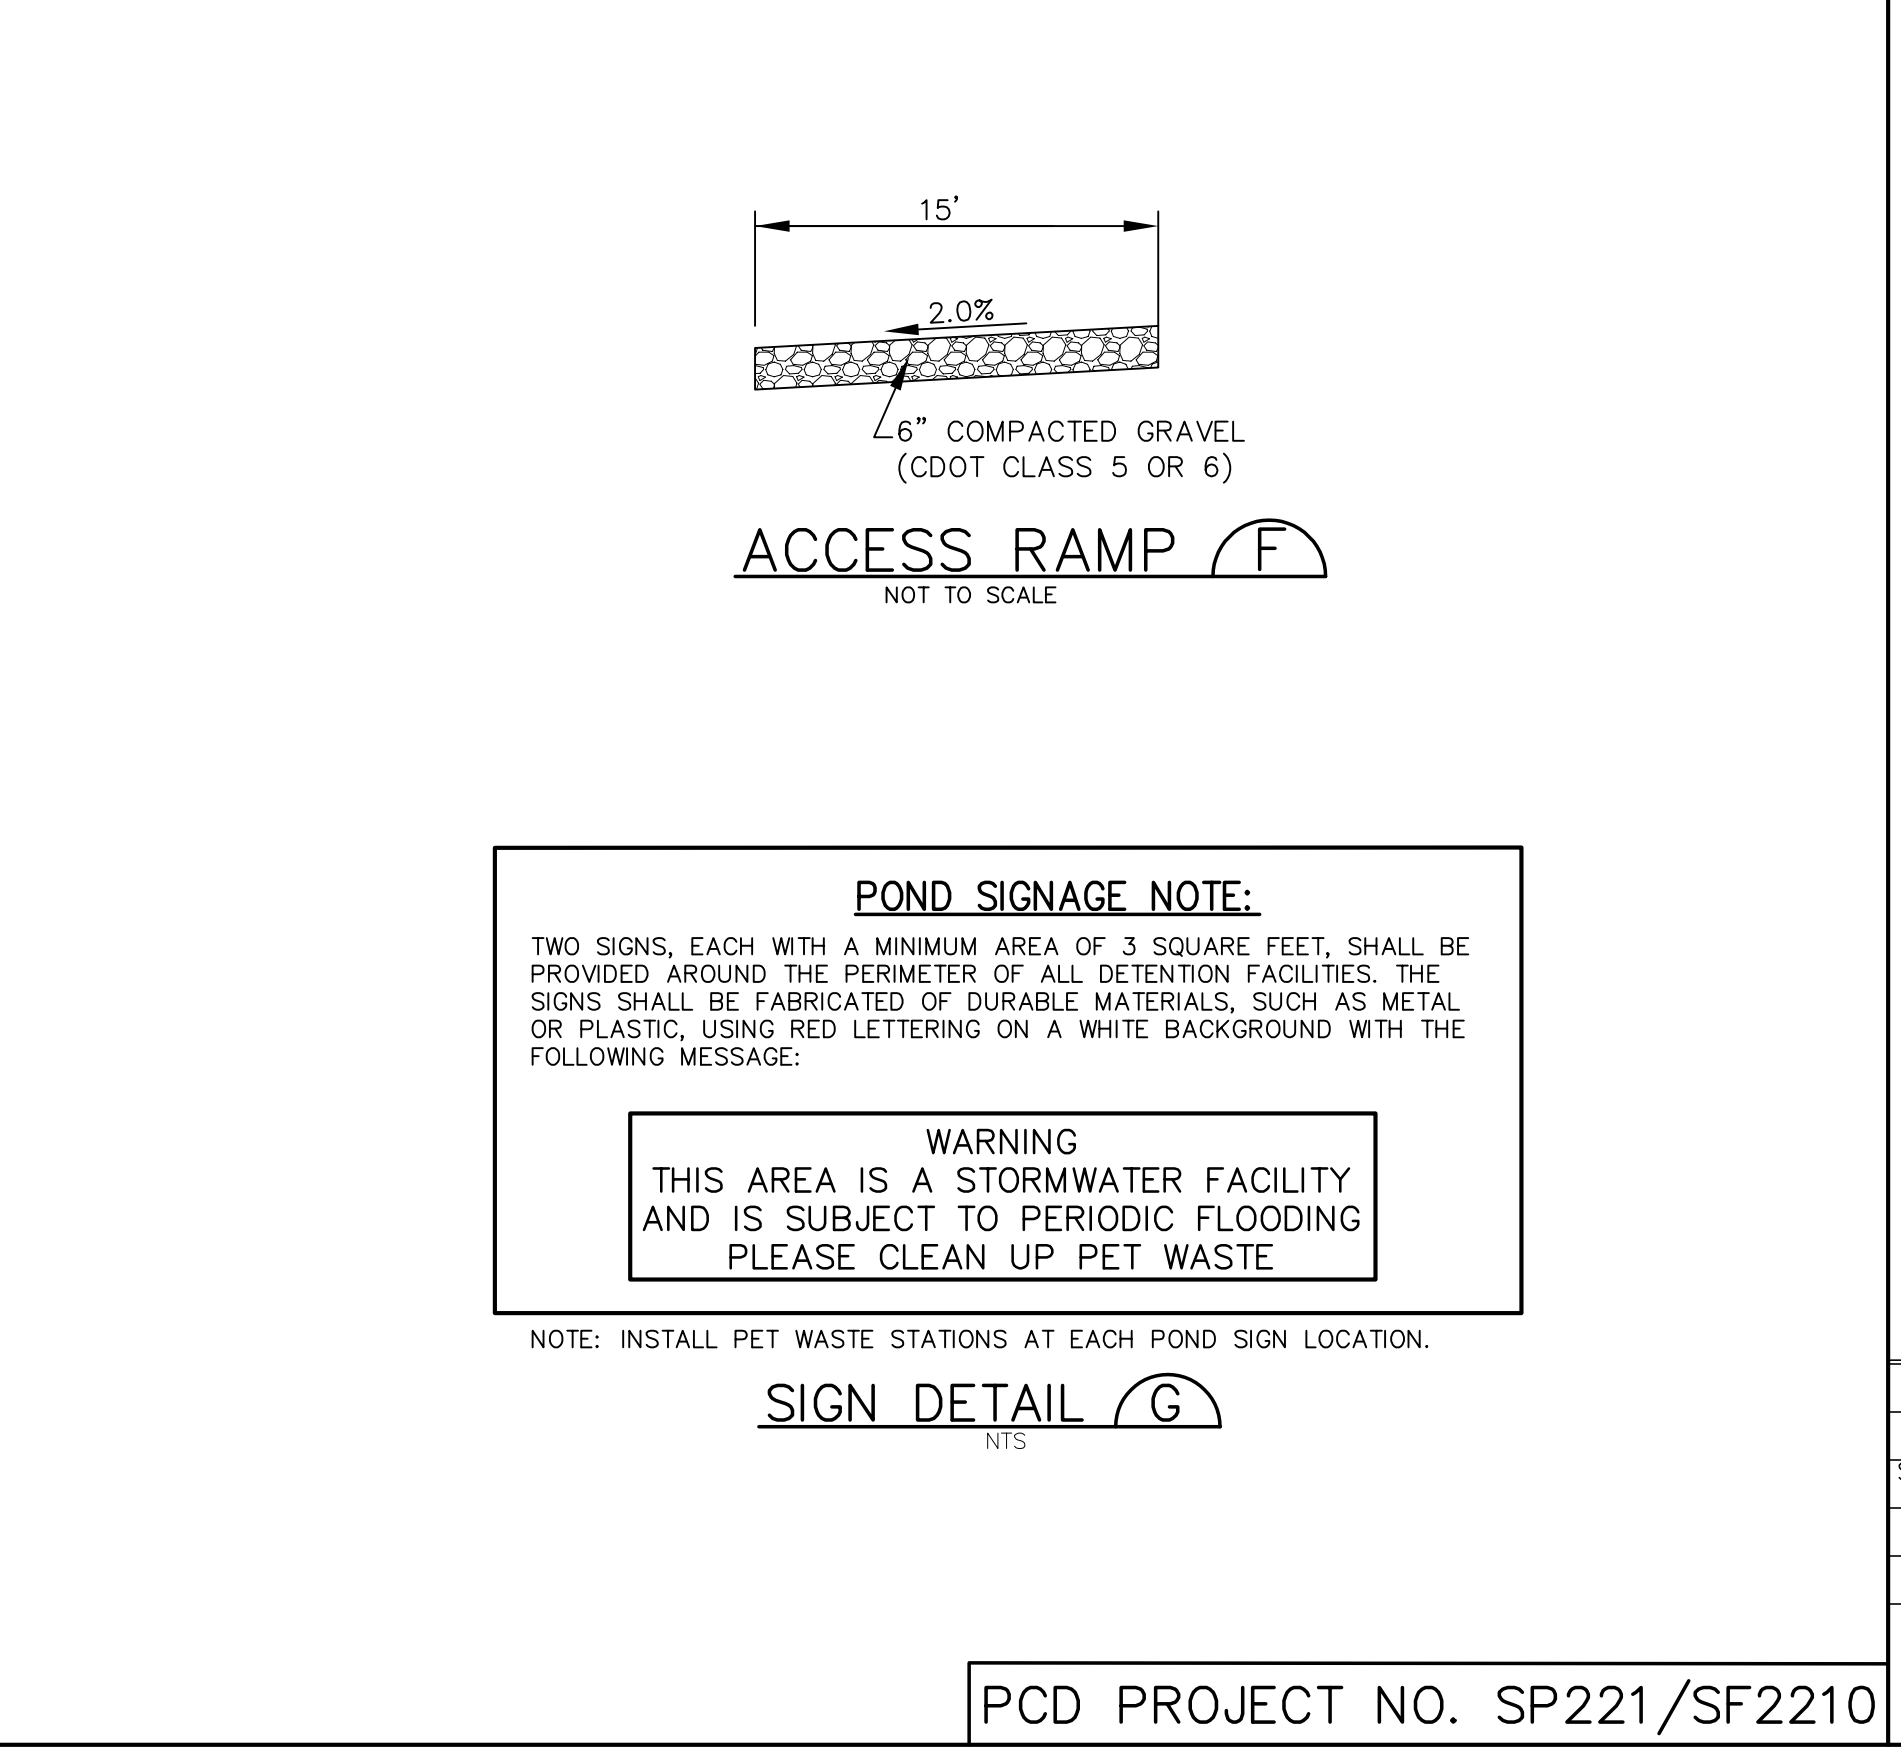 15'
2.0%
6" COMPACTED GRAVEL
(CDOT CLASS 5 OR 6)
ACCESS RAMP F
NOT TO SCALE
POND SIGNAGE NOTE:
TWO SIGNS, EACH WITH A MINIMUM AREA OF 3 SQUARE FEET, SHALL BE
PROVIDED AROUND THE PERIMETER OF ALL DETENTION FACILITIES. THE
SIGNS SHALL BE FABRICATED OF DURABLE MATERIALS, SUCH AS METAL
OR PLASTIC, USING RED LETTERING ON A WHITE BACKGROUND WITH THE
FOLLOWING MESSAGE:
WARNING
THIS AREA IS A STORMWATER FACILITY
AND IS SUBJECT TO PERIODIC FLOODING
PLEASE CLEAN UP PET WASTE
NOTE: INSTALL PET WASTE STATIONS AT EACH POND SIGN LOCATION.
SIGN DETAIL G
NTS
PCD PROJECT NO. SP221/SF2210